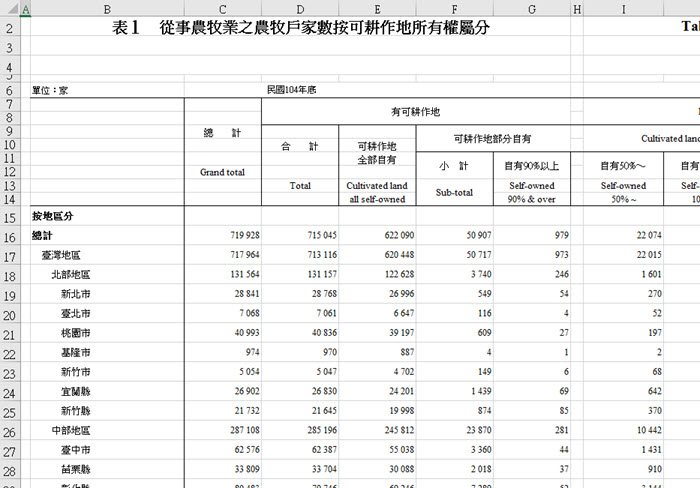 A B C D E F G H I
2 表1　從事農牧業之農牧戶家數按可耕作地所有權屬分
3
4
5
6 單位：家 民國104年底
7
8 有可耕作地
9 總　計 可耕作地部分自有 Cultivated land
10 合　計 可耕作地
11 全部自有 小　計 自有90%以上 自有50%～ 自有
12 Grand total
13 Total Cultivated land Sub-total Self-owned Self-owned
14 all self-owned 90% & over 50% ~ 10
15 按地區分
16 總計 719 928 715 045 622 090 50 907 979 22 074
17 臺灣地區 717 964 713 116 620 448 50 717 973 22 015
18 北部地區 131 564 131 157 122 628 3 740 246 1 601
19 新北市 28 841 28 768 26 996 549 54 270
20 臺北市 7 068 7 061 6 647 116 4 52
21 桃園市 40 993 40 836 39 197 609 27 197
22 基隆市 974 970 887 4 1 2
23 新竹市 5 054 5 047 4 702 149 6 68
24 宜蘭縣 26 902 26 830 24 201 1 439 69 642
25 新竹縣 21 732 21 645 19 998 874 85 370
26 中部地區 287 108 285 196 245 812 23 870 281 10 442
27 臺中市 62 576 62 387 55 038 3 360 44 1 431
28 苗栗縣 33 809 33 704 30 088 2 018 37 910